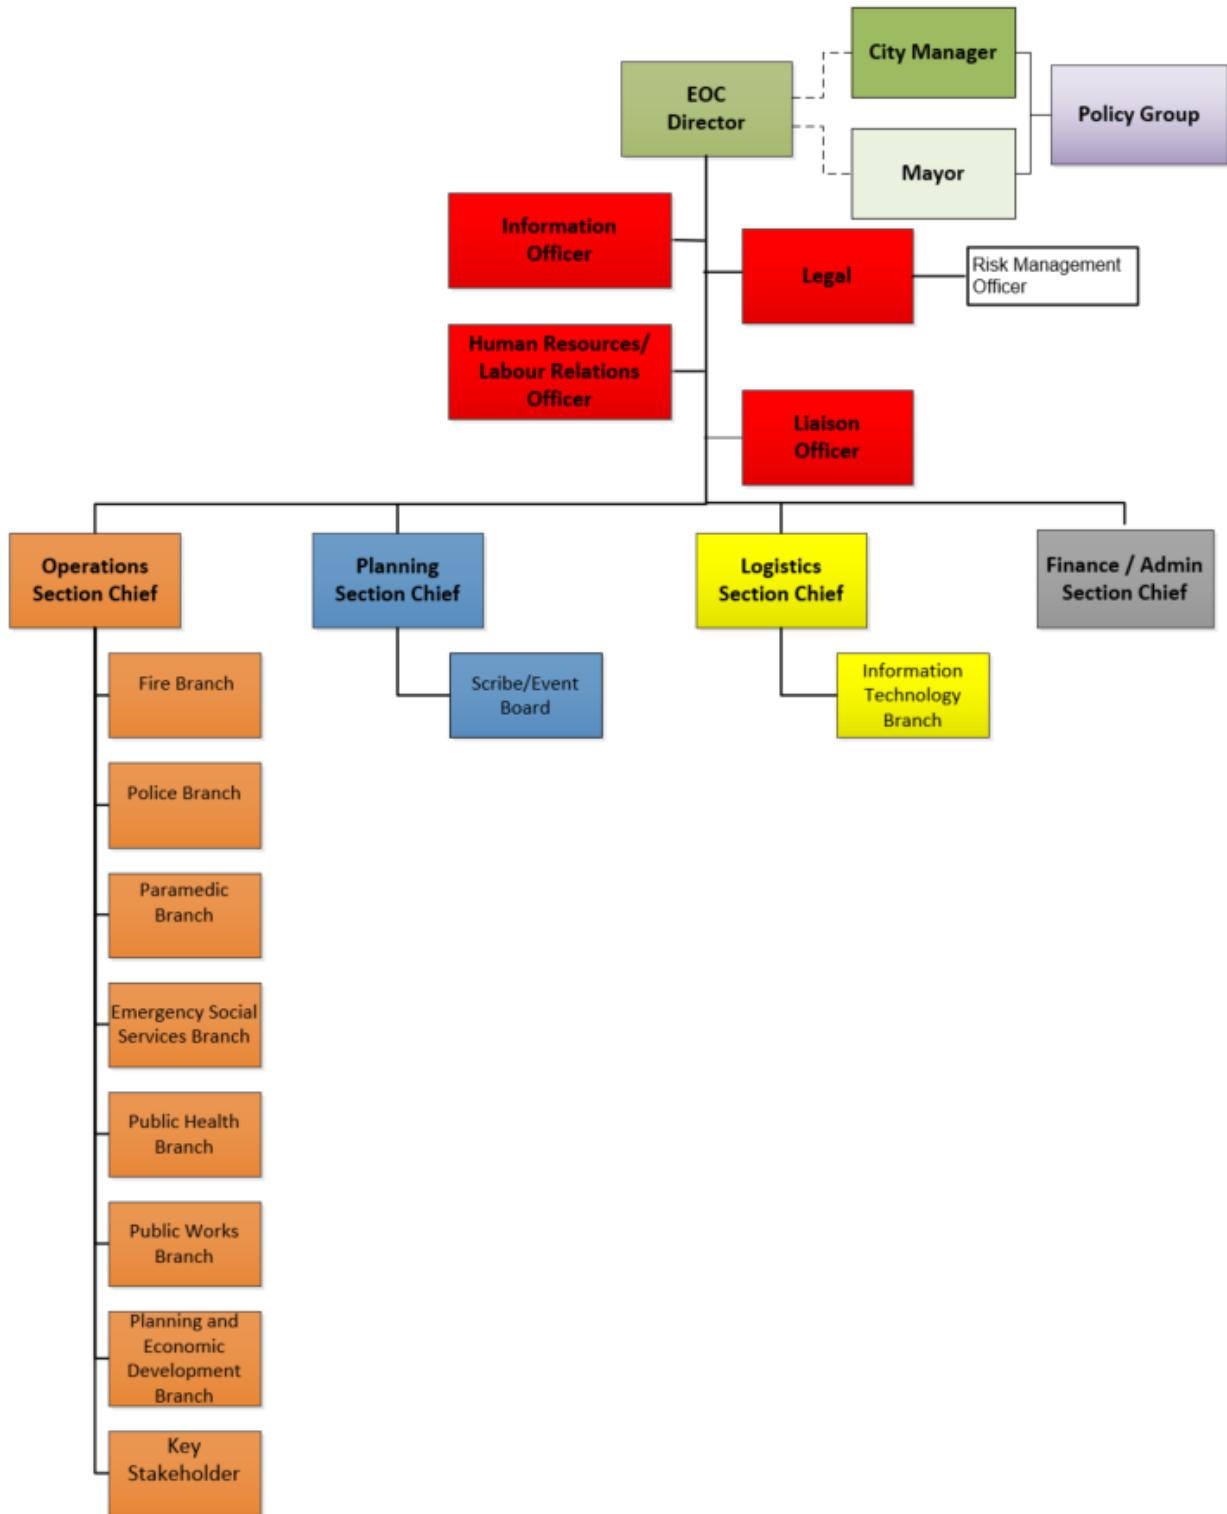 City Manager
EOC
Director
Policy Group
Mayor
Information
Officer
Legal
Risk Management
Officer
Human Resources/
Labour Relations
Officer
Liaison
Officer
Operations
Section Chief
Planning
Section Chief
Logistics
Section Chief
Finance / Admin
Section Chief
Fire Branch
Scribe/Event
Board
Information
Technology
Branch
Police Branch
Paramedic
Branch
Emergency Social
Services Branch
Public Health
Branch
Public Works
Branch
Planning and
Economic
Development
Branch
Key
Stakeholder